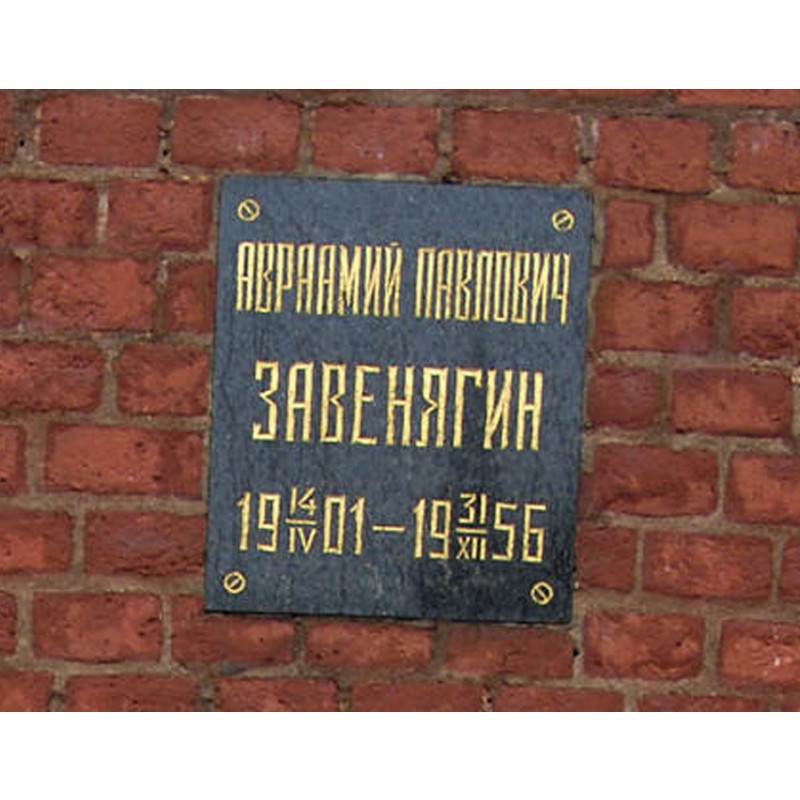 АВРААМИЙ ПАВЛОВИЧ
ЗАВЕНЯГИН
19 14/IV 01 — 19 31/XII 56